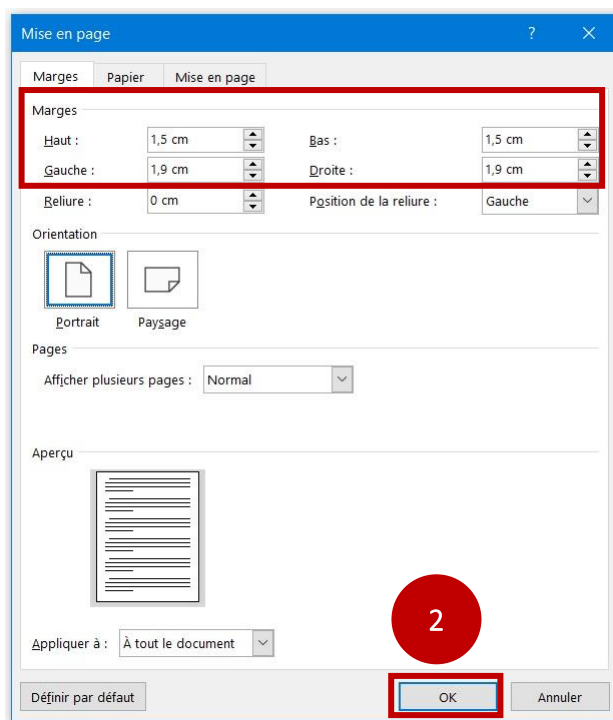 Mise en page ? ×
Marges Papier Mise en page
Marges
Haut : 1,5 cm Bas : 1,5 cm
Gauche : 1,9 cm Droite : 1,9 cm
Reliure : 0 cm Position de la reliure : Gauche
Orientation
Portrait Paysage
Pages
Afficher plusieurs pages : Normal
Aperçu
2
Appliquer à : À tout le document
Définir par défaut OK Annuler